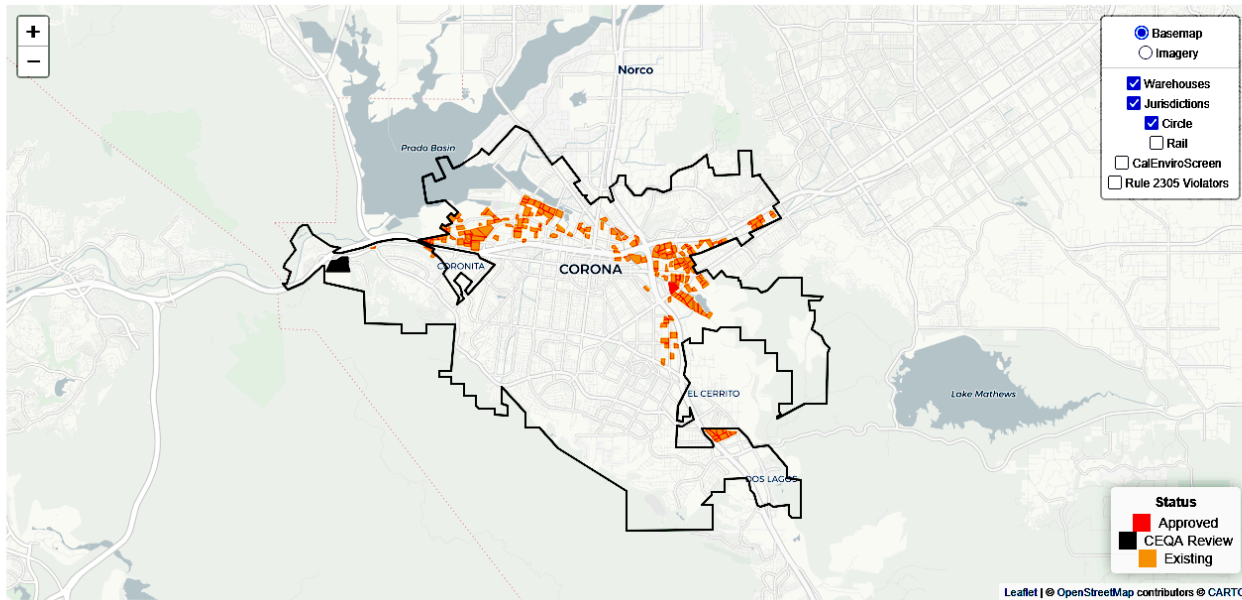 +
−
Norco
Prado Basin
CORONITA
CORONA
EL CERRITO
Lake Mathews
DOS LAGOS
Basemap
Imagery
Warehouses
Jurisdictions
Circle
Rail
CalEnviroScreen
Rule 2305 Violators
Status
Approved
CEQA Review
Existing
Leaflet | © OpenStreetMap contributors © CARTO